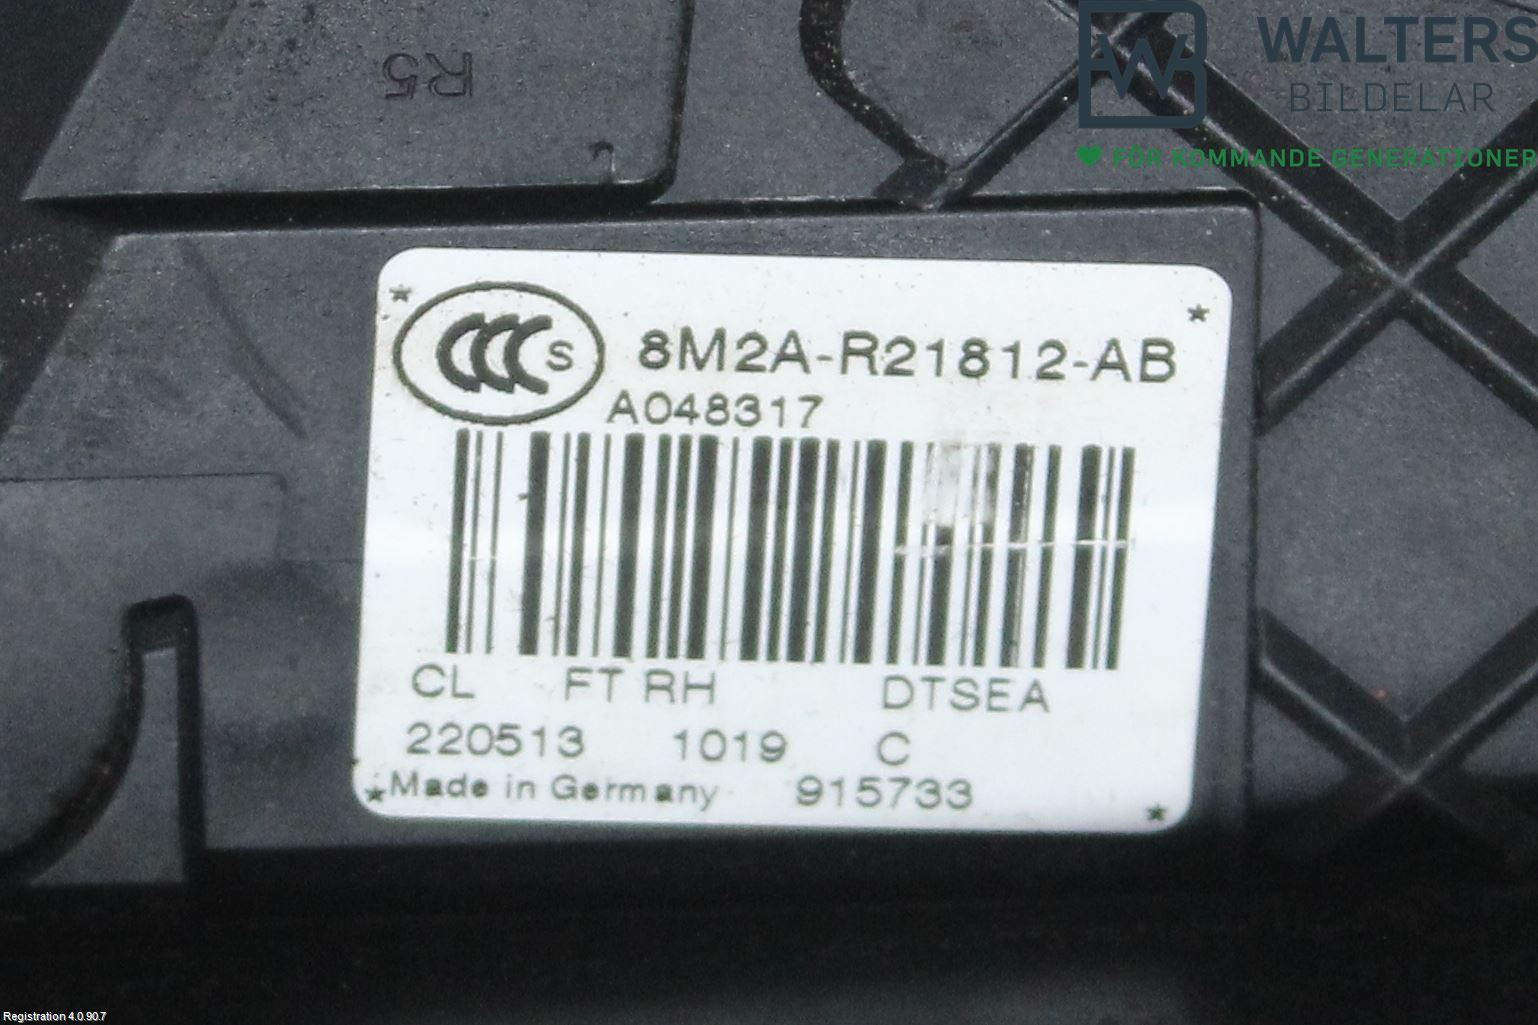 R5
WALTERS
BILDELAR
FÖR KOMMANDE GENERATIONER
CCC S 8M2A-R21812-AB
A048317
CL FT RH DTSEA
220513 1019 C
Made in Germany 915733
Registration 4.0.90.7